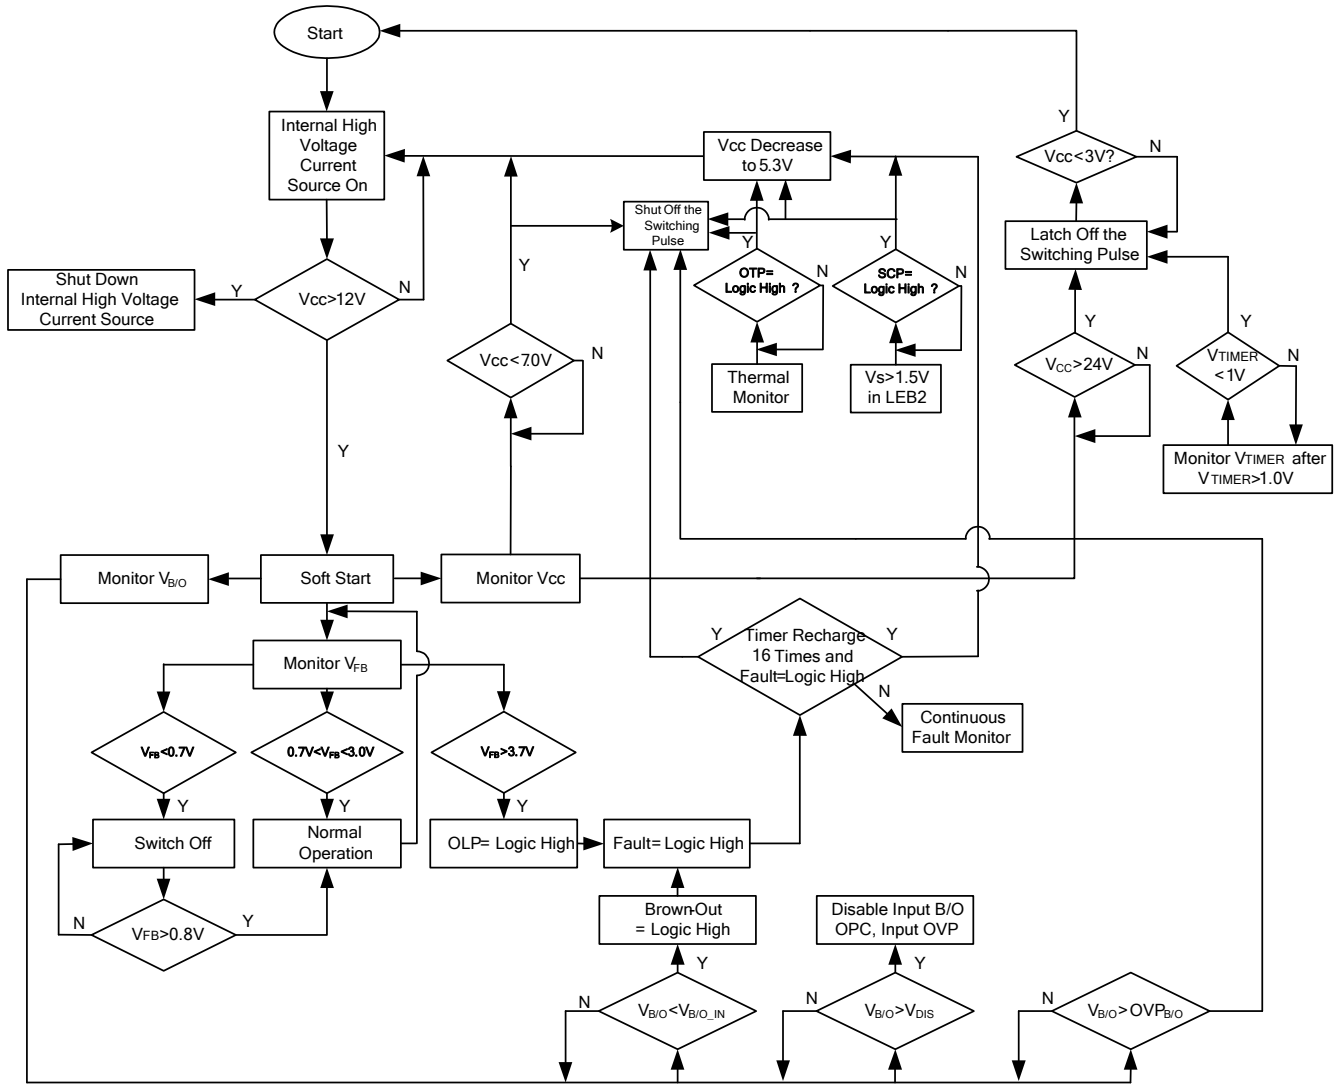 Start
Internal High
Voltage
Current
Source On
Vcc Decrease
to 5.3V
Y
Vcc<3V?
N
Shut Off the
Switching
Pulse
Latch Off the
Switching Pulse
Shut Down
Internal High Voltage
Current Source
Y
Vcc>12V
N
Y
Y
OTP=
Logic High ?
N
Y
SCP=
Logic High ?
N
Vcc<7.0V
N
Thermal
Monitor
Vs>1.5V
in LEB2
Y
VCC>24V
N
Y
VTIMER
<1V
N
Monitor VTIMER after
VTIMER>1.0V
Y
Monitor VB/O
Soft Start
Monitor Vcc
Monitor VFB
Y
Timer Recharge
16 Times and
Fault=Logic High
Y
N
Continuous
Fault Monitor
VFB<0.7V
0.7V<VFB<3.0V
VFB>3.7V
Y
Y
Y
Switch Off
Normal
Operation
OLP= Logic High
Fault= Logic High
N
VFB>0.8V
Y
Brown-Out
= Logic High
Disable Input B/O
OPC, Input OVP
Y
Y
N
VB/O<VB/O_IN
N
VB/O>VDIS
N
VB/O>OVPB/O